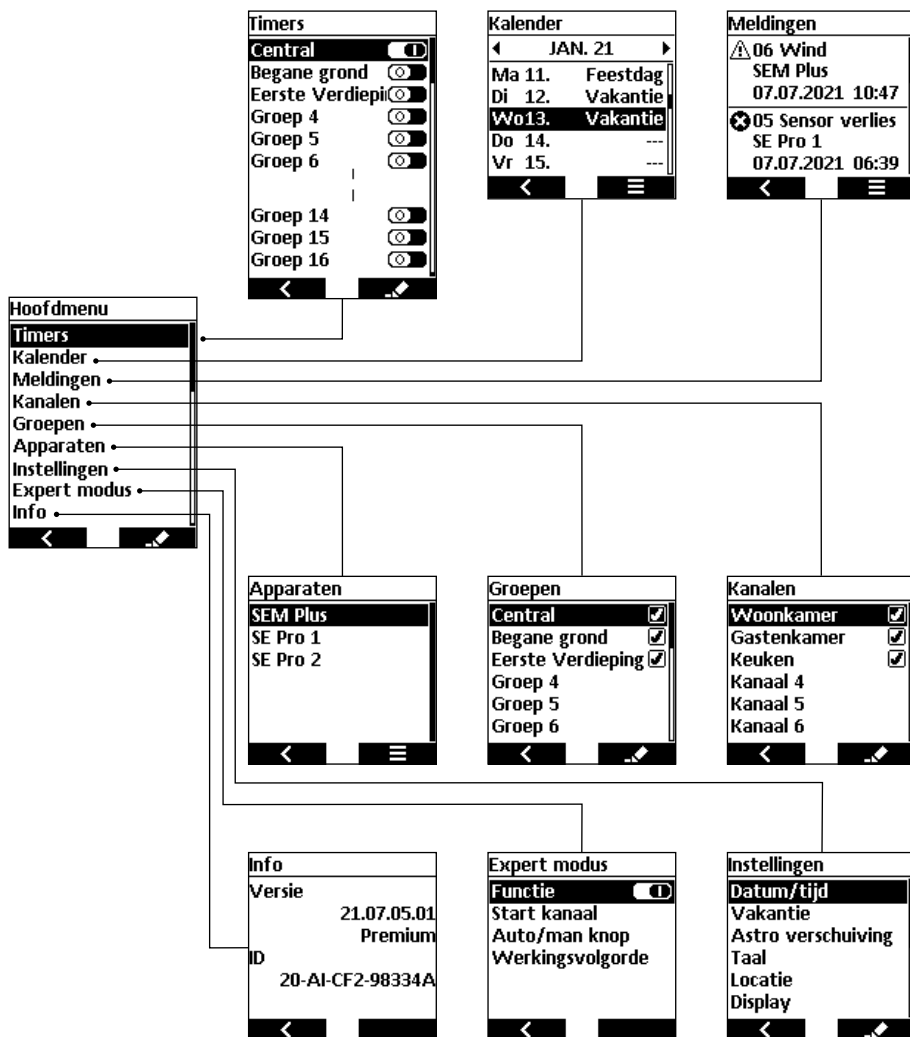 Timers
Central
Begane grond
Eerste Verdiepi
Groep 4
Groep 5
Groep 6
Groep 14
Groep 15
Groep 16
Kalender
JAN. 21
Ma 11. Feestdag
Di 12. Vakantie
Wo13. Vakantie
Do 14. ---
Vr 15. ---
Meldingen
06 Wind
SEM Plus
07.07.2021 10:47
05 Sensor verlies
SE Pro 1
07.07.2021 06:39
Hoofdmenu
Timers
Kalender
Meldingen
Kanalen
Groepen
Apparaten
Instellingen
Expert modus
Info
Apparaten
SEM Plus
SE Pro 1
SE Pro 2
Groepen
Central
Begane grond
Eerste Verdieping
Groep 4
Groep 5
Groep 6
Kanalen
Woonkamer
Gastenkamer
Keuken
Kanaal 4
Kanaal 5
Kanaal 6
Info
Versie
21.07.05.01
Premium
ID
20-AI-CF2-98334A
Expert modus
Functie
Start kanaal
Auto/man knop
Werkingsvolgorde
Instellingen
Datum/tijd
Vakantie
Astro verschuiving
Taal
Locatie
Display